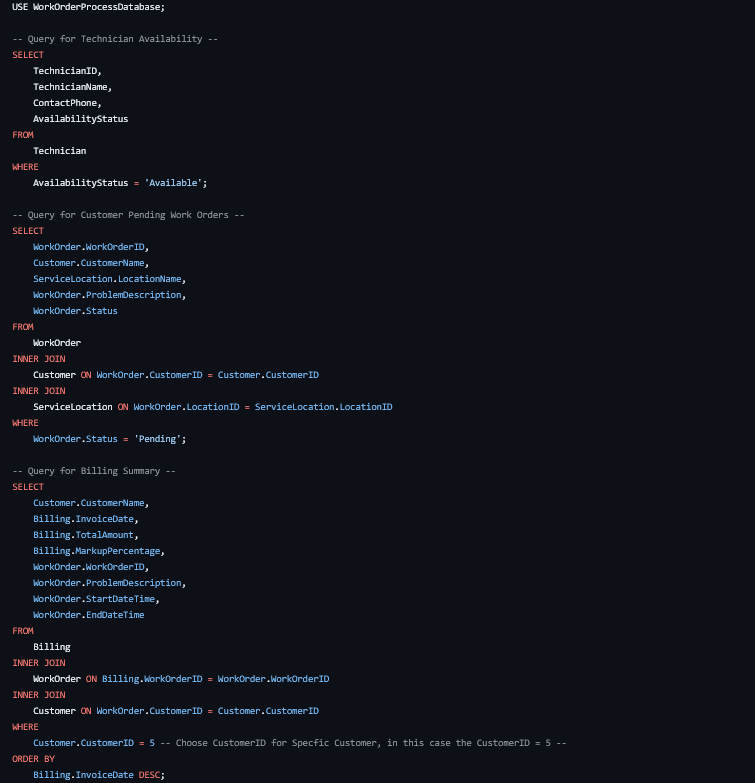 USE WorkOrderProcessDatabase;
-- Query for Technician Availability --
SELECT
TechnicianID,
TechnicianName,
ContactPhone,
AvailabilityStatus
FROM
Technician
WHERE
AvailabilityStatus = 'Available';
-- Query for Customer Pending Work Orders --
SELECT
WorkOrder.WorkOrderID,
Customer.CustomerName,
ServiceLocation.LocationName,
WorkOrder.ProblemDescription,
WorkOrder.Status
FROM
WorkOrder
INNER JOIN
Customer ON WorkOrder.CustomerID = Customer.CustomerID
INNER JOIN
ServiceLocation ON WorkOrder.LocationID = ServiceLocation.LocationID
WHERE
WorkOrder.Status = 'Pending';
-- Query for Billing Summary --
SELECT
Customer.CustomerName,
Billing.InvoiceDate,
Billing.TotalAmount,
Billing.MarkupPercentage,
WorkOrder.WorkOrderID,
WorkOrder.ProblemDescription,
WorkOrder.StartDateTime,
WorkOrder.EndDateTime
FROM
Billing
INNER JOIN
WorkOrder ON Billing.WorkOrderID = WorkOrder.WorkOrderID
INNER JOIN
Customer ON WorkOrder.CustomerID = Customer.CustomerID
WHERE
Customer.CustomerID = 5 -- Choose CustomerID for Specfic Customer, in this case the CustomerID = 5 --
ORDER BY
Billing.InvoiceDate DESC;